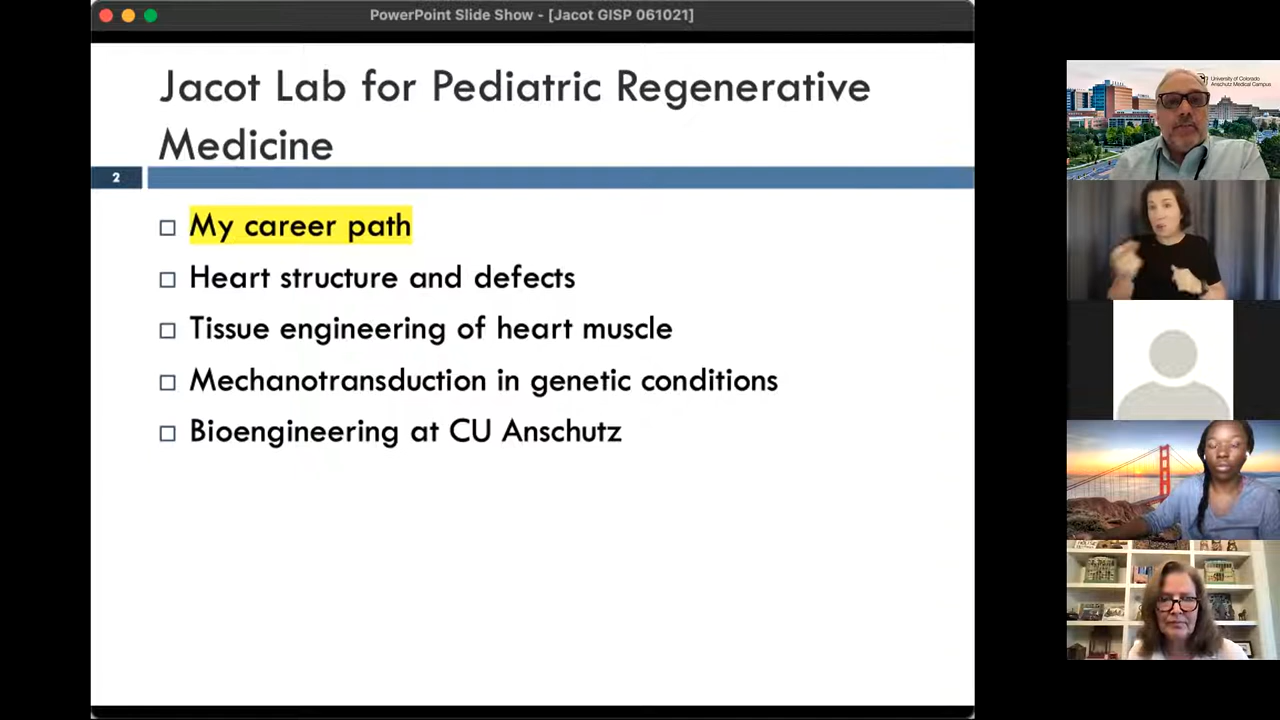 PowerPoint Slide Show - [Jacot GISP 061021]
Jacot Lab for Pediatric Regenerative
Medicine
2
My career path
Heart structure and defects
Tissue engineering of heart muscle
Mechanotransduction in genetic conditions
Bioengineering at CU Anschutz
University of Colorado
Anschutz Medical Campus